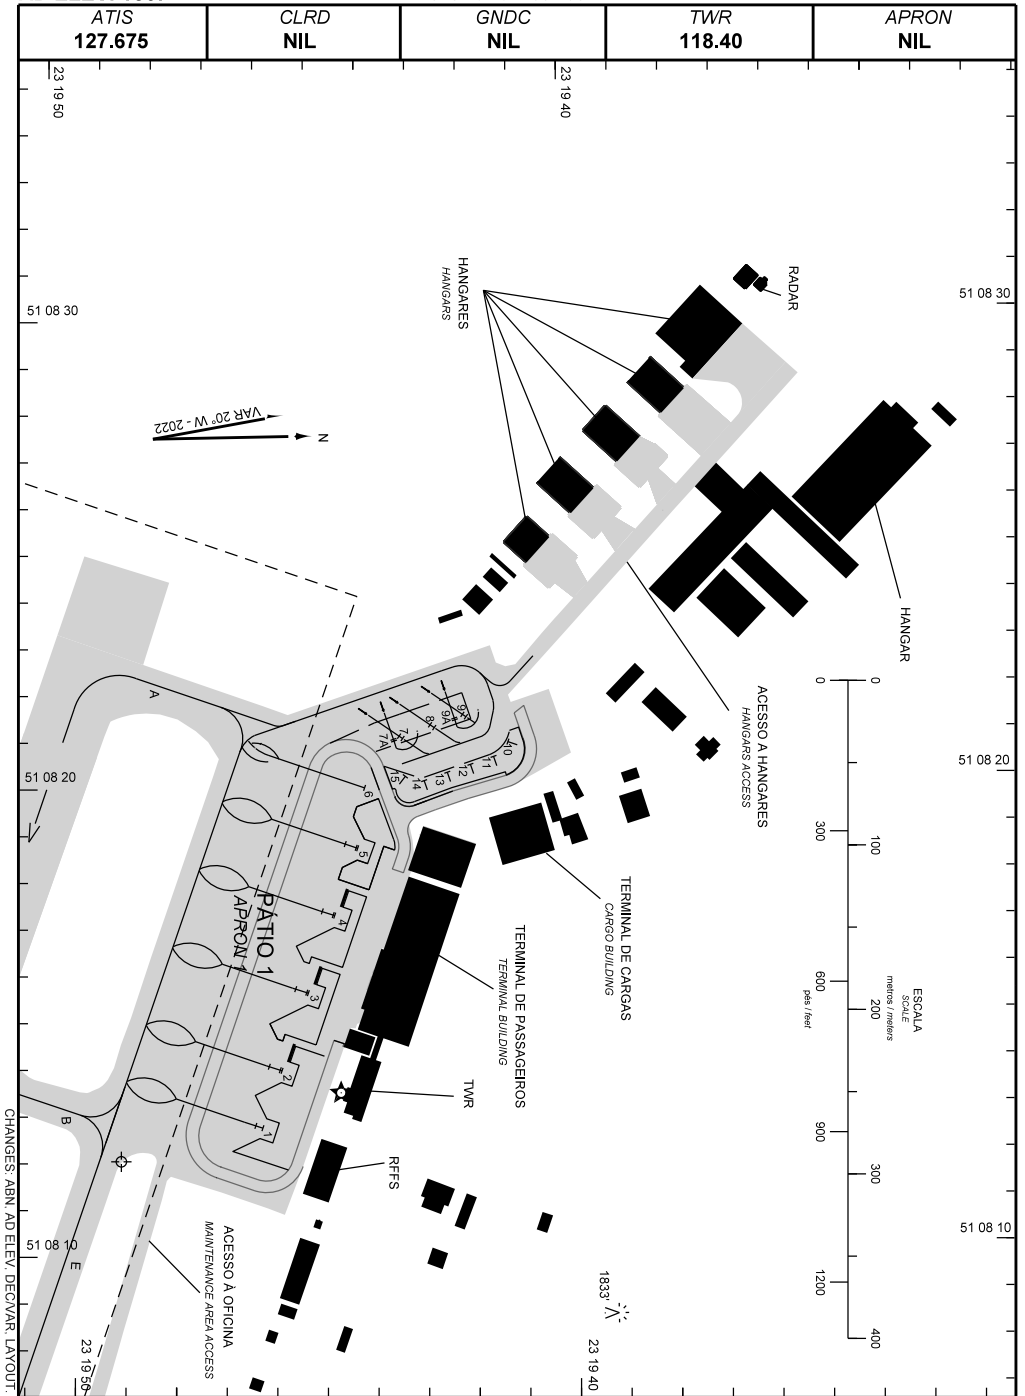 ATIS
127.675
CLRD
NIL
GNDC
NIL
TWR
118.40
APRON
NIL
23 19 50
23 19 40
51 08 30
51 08 30
RADAR
HANGARES
HANGARS
VAR 20° W - 2022
N
HANGAR
ACESSO A HANGARES
HANGARS ACCESS
51 08 20
51 08 20
A
9
9A
8
7
7A
10
11
12
13
14
15
6
5
4
3
2
1
PÁTIO 1
APRON 1
TERMINAL DE CARGAS
CARGO BUILDING
TERMINAL DE PASSAGEIROS
TERMINAL BUILDING
TWR
RFFS
ESCALA
SCALE
metros / meters
pés / feet
0
100
200
300
400
0
300
600
900
1200
B
E
51 08 10
51 08 10
ACESSO À OFICINA
MAINTENANCE AREA ACCESS
1833'
23 19 50
23 19 40
CHANGES: ABN, AD ELEV, DEC/VAR, LAYOUT.